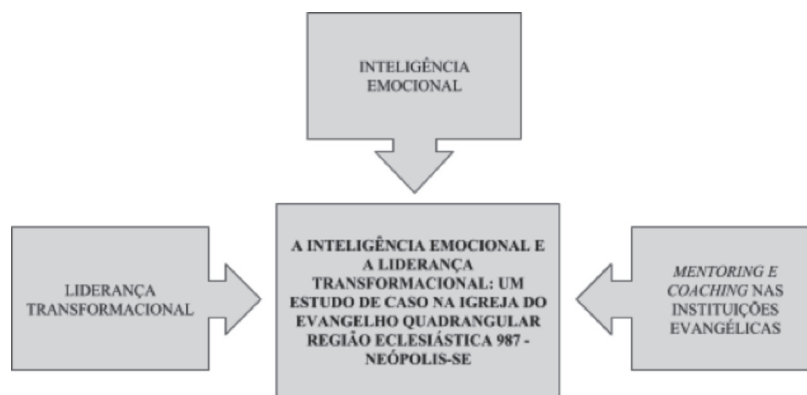 INTELIGÊNCIA
EMOCIONAL
LIDERANÇA
TRANSFORMACIONAL
A INTELIGÊNCIA EMOCIONAL E
A LIDERANÇA
TRANSFORMACIONAL: UM
ESTUDO DE CASO NA IGREJA DO
EVANGELHO QUADRANGULAR
REGIÃO ECLESIÁSTICA 987 -
NEÓPOLIS-SE
MENTORING E
COACHING NAS
INSTITUIÇÕES
EVANGÉLICAS